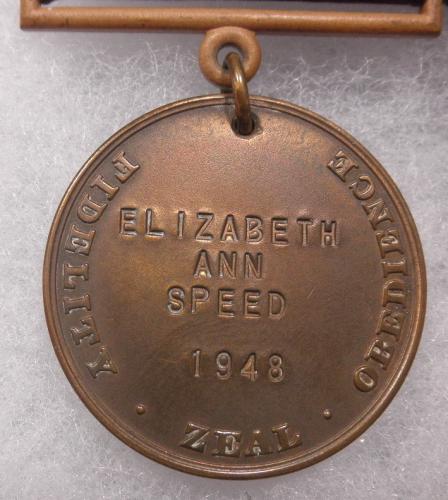 FIDELITY
ZEAL
OBEDIENCE
ELIZABETH
ANN
SPEED
1948